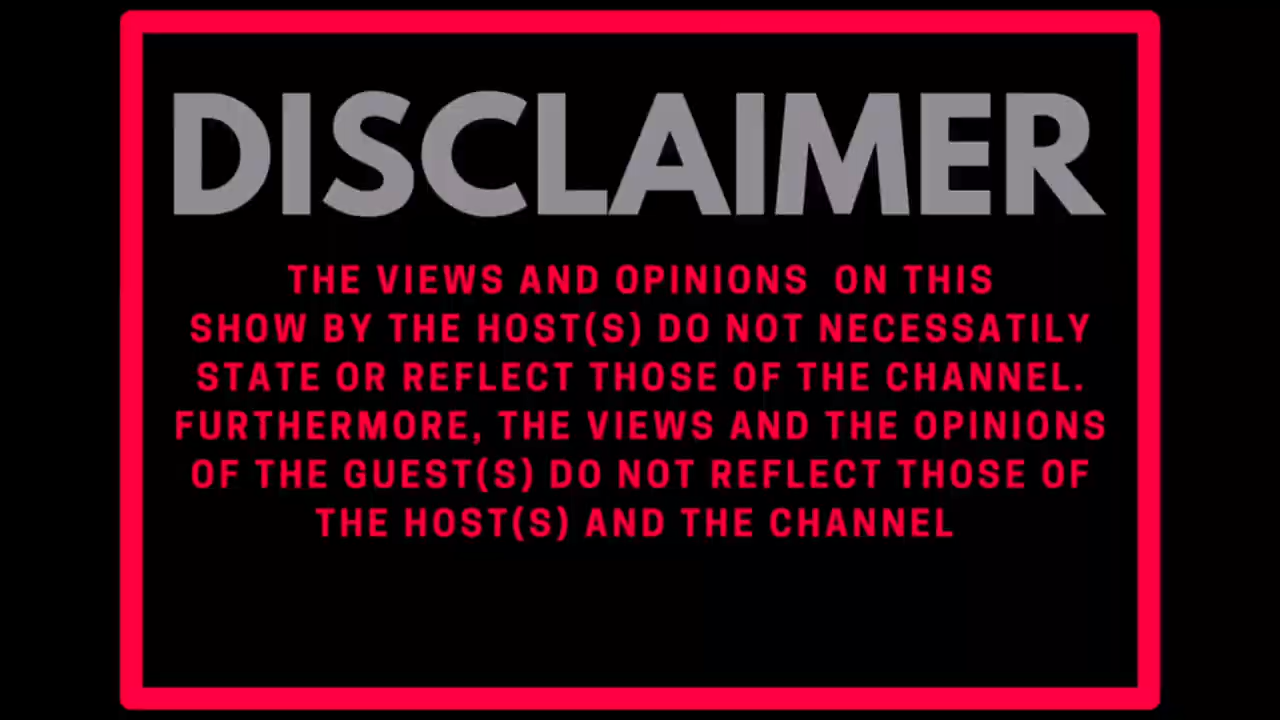 DISCLAIMER
THE VIEWS AND OPINIONS ON THIS
SHOW BY THE HOST(S) DO NOT NECESSATILY
STATE OR REFLECT THOSE OF THE CHANNEL.
FURTHERMORE, THE VIEWS AND THE OPINIONS
OF THE GUEST(S) DO NOT REFLECT THOSE OF
THE HOST(S) AND THE CHANNEL